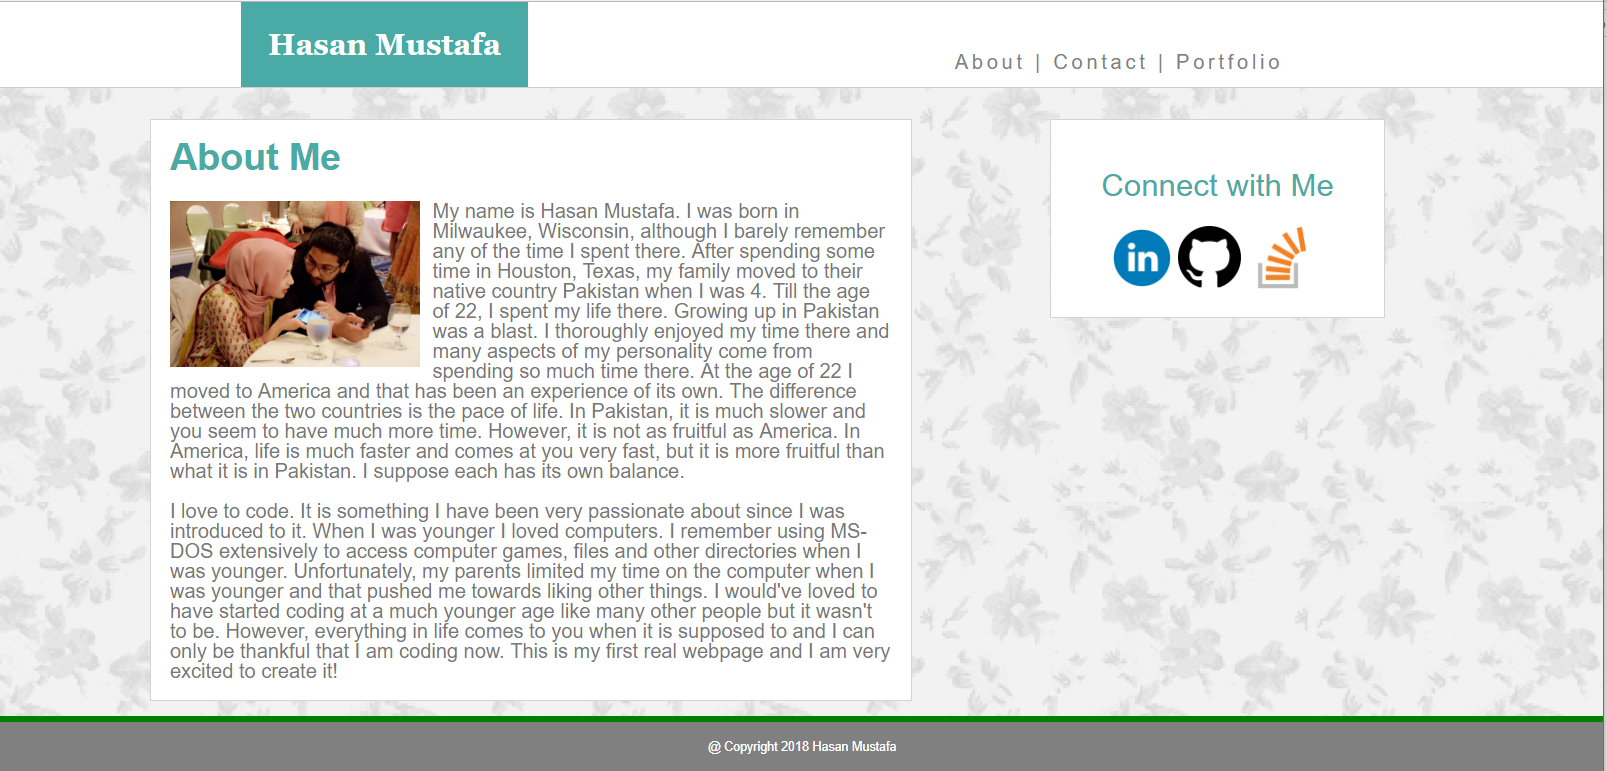 Hasan Mustafa
About | Contact | Portfolio
About Me
My name is Hasan Mustafa. I was born in
Milwaukee, Wisconsin, although I barely remember
any of the time I spent there. After spending some
time in Houston, Texas, my family moved to their
native country Pakistan when I was 4. Till the age
of 22, I spent my life there. Growing up in Pakistan
was a blast. I thoroughly enjoyed my time there and
many aspects of my personality come from
spending so much time there. At the age of 22 I
moved to America and that has been an experience of its own. The difference
between the two countries is the pace of life. In Pakistan, it is much slower and
you seem to have much more time. However, it is not as fruitful as America. In
America, life is much faster and comes at you very fast, but it is more fruitful than
what it is in Pakistan. I suppose each has its own balance.
I love to code. It is something I have been very passionate about since I was
introduced to it. When I was younger I loved computers. I remember using MS-
DOS extensively to access computer games, files and other directories when I
was younger. Unfortunately, my parents limited my time on the computer when I
was younger and that pushed me towards liking other things. I would've loved to
have started coding at a much younger age like many other people but it wasn't
to be. However, everything in life comes to you when it is supposed to and I can
only be thankful that I am coding now. This is my first real webpage and I am very
excited to create it!
Connect with Me
in
@ Copyright 2018 Hasan Mustafa